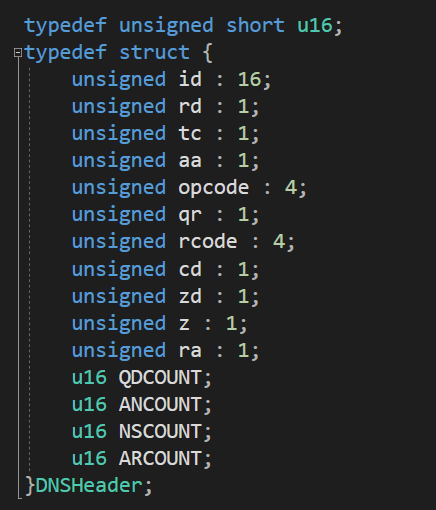 typedef unsigned short u16;
typedef struct {
    unsigned id : 16;
    unsigned rd : 1;
    unsigned tc : 1;
    unsigned aa : 1;
    unsigned opcode : 4;
    unsigned qr : 1;
    unsigned rcode : 4;
    unsigned cd : 1;
    unsigned zd : 1;
    unsigned z : 1;
    unsigned ra : 1;
    u16 QDCOUNT;
    u16 ANCOUNT;
    u16 NSCOUNT;
    u16 ARCOUNT;
}DNSHeader;